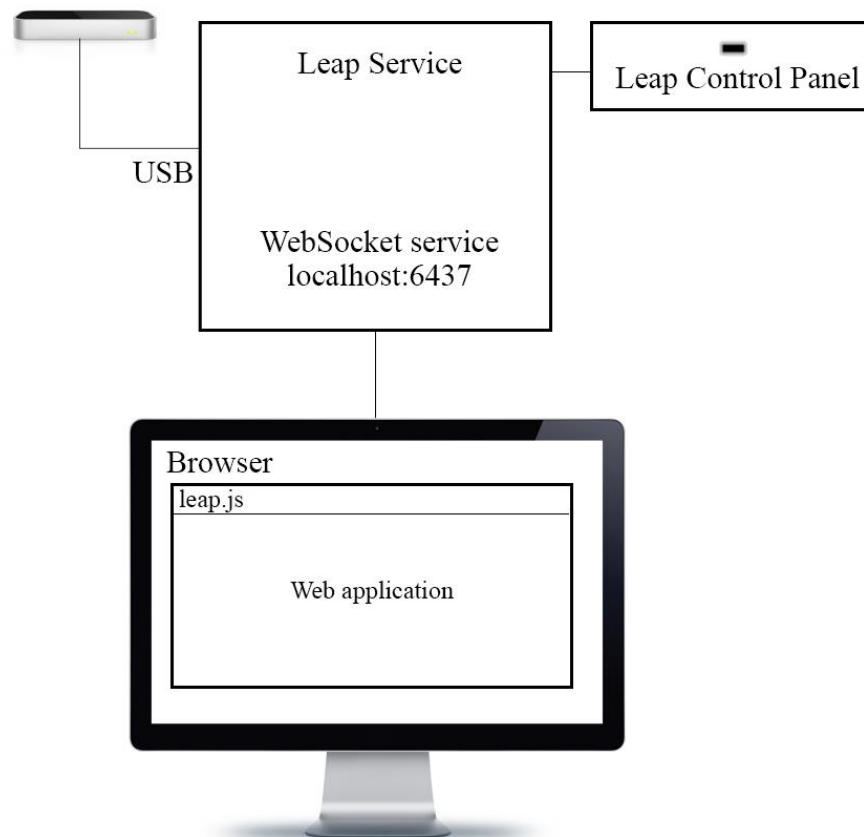 Leap Service
Leap Control Panel
USB
WebSocket service
localhost:6437
Browser
leap.js
Web application